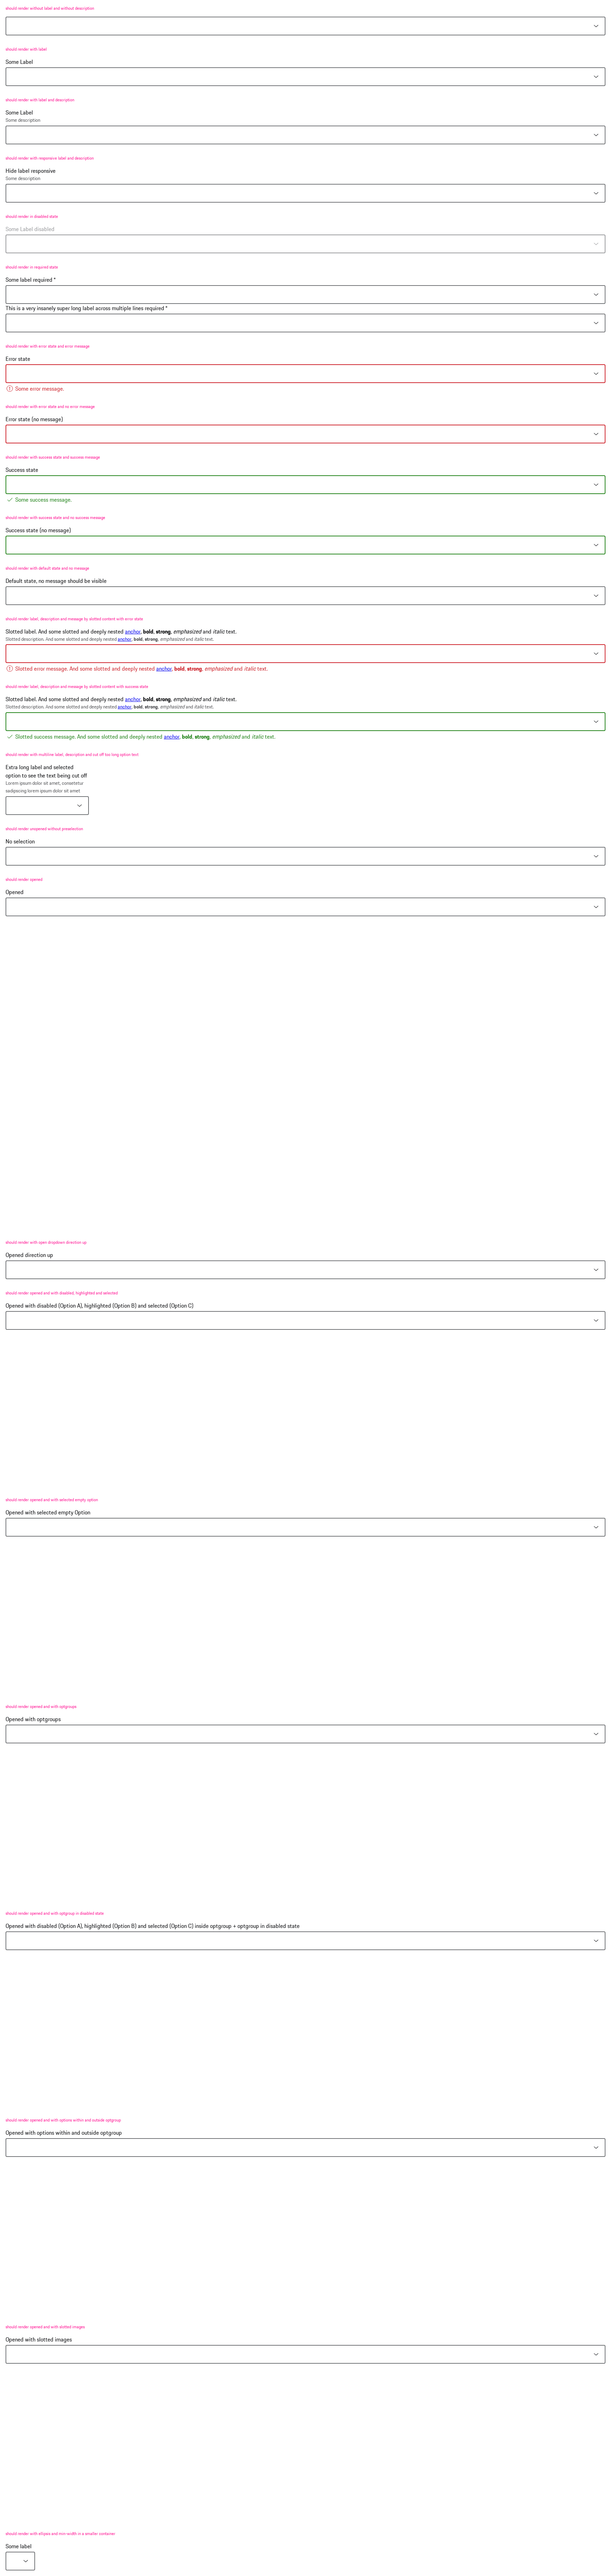 should render without label and without description
should render with label
Some Label
should render with label and description
Some Label
Some description
should render with responsive label and description
Hide label responsive
Some description
should render in disabled state
Some Label disabled
should render in required state
Some label required *
This is a very insanely super long label across multiple lines required *
should render with error state and error message
Error state
Some error message.
should render with error state and no error message
Error state (no message)
should render with success state and success message
Success state
Some success message.
should render with success state and no success message
Success state (no message)
should render with default state and no message
Default state, no message should be visible
should render label, description and message by slotted content with error state
Slotted label. And some slotted and deeply nested anchor, bold, strong, emphasized and italic text.
Slotted description. And some slotted and deeply nested anchor, bold, strong, emphasized and italic text.
Slotted error message. And some slotted and deeply nested anchor, bold, strong, emphasized and italic text.
should render label, description and message by slotted content with success state
Slotted label. And some slotted and deeply nested anchor, bold, strong, emphasized and italic text.
Slotted description. And some slotted and deeply nested anchor, bold, strong, emphasized and italic text.
Slotted success message. And some slotted and deeply nested anchor, bold, strong, emphasized and italic text.
should render with multiline label, description and cut off too long option text
Extra long label and selected
option to see the text being cut off
Lorem ipsum dolor sit amet, consetetur
sadipscing lorem ipsum dolor sit amet
should render unopened without preselection
No selection
should render opened
Opened
should render with open dropdown direction up
Opened direction up
should render opened and with disabled, highlighted and selected
Opened with disabled (Option A), highlighted (Option B) and selected (Option C)
should render opened and with selected empty option
Opened with selected empty Option
should render opened and with optgroups
Opened with optgroups
should render opened and with optgroup in disabled state
Opened with disabled (Option A), highlighted (Option B) and selected (Option C) inside optgroup + optgroup in disabled state
should render opened and with options within and outside optgroup
Opened with options within and outside optgroup
should render opened and with slotted images
Opened with slotted images
should render with ellipsis and min width in a smaller container
Some label